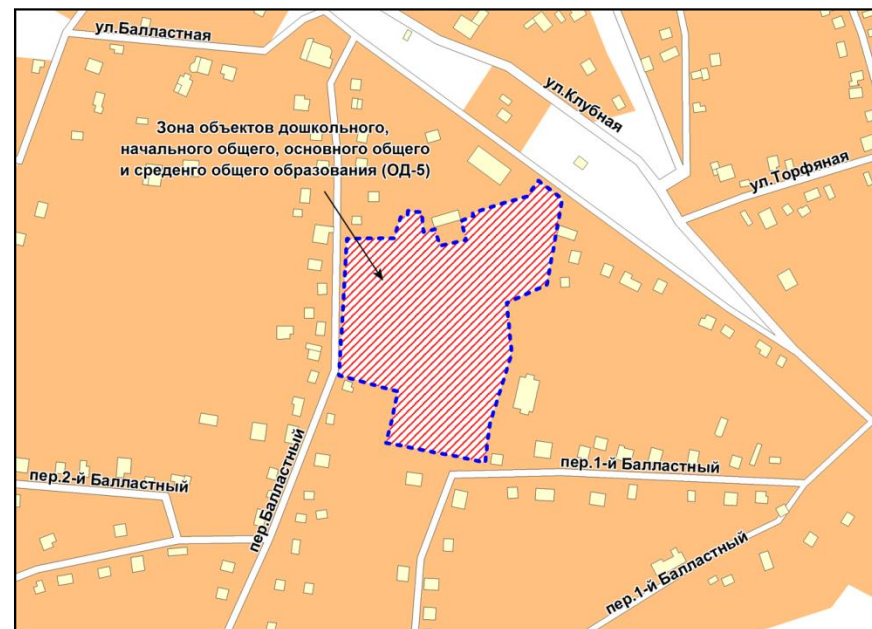 ул.Балластная
ул.Клубная
Зона объектов дошкольного,
начального общего, основного общего
и среденго общего образования (ОД-5)
ул.Торфяная
пер.2-й Балластный
пер.Балластный
пер.1-й Балластный
пер.1-й Балластный